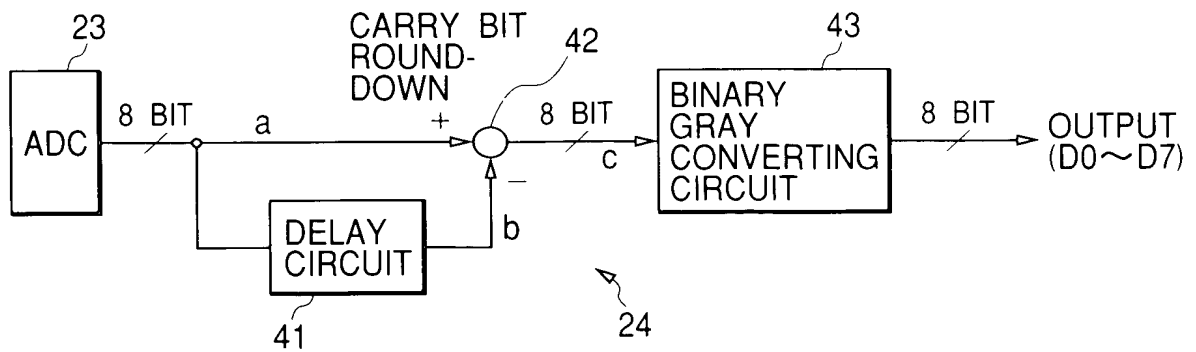 23
ADC
8 BIT
a
CARRY BIT
ROUND-
DOWN
+
42
−
b
8 BIT
c
43
BINARY
GRAY
CONVERTING
CIRCUIT
8 BIT
OUTPUT
(D0~D7)
DELAY
CIRCUIT
41
24